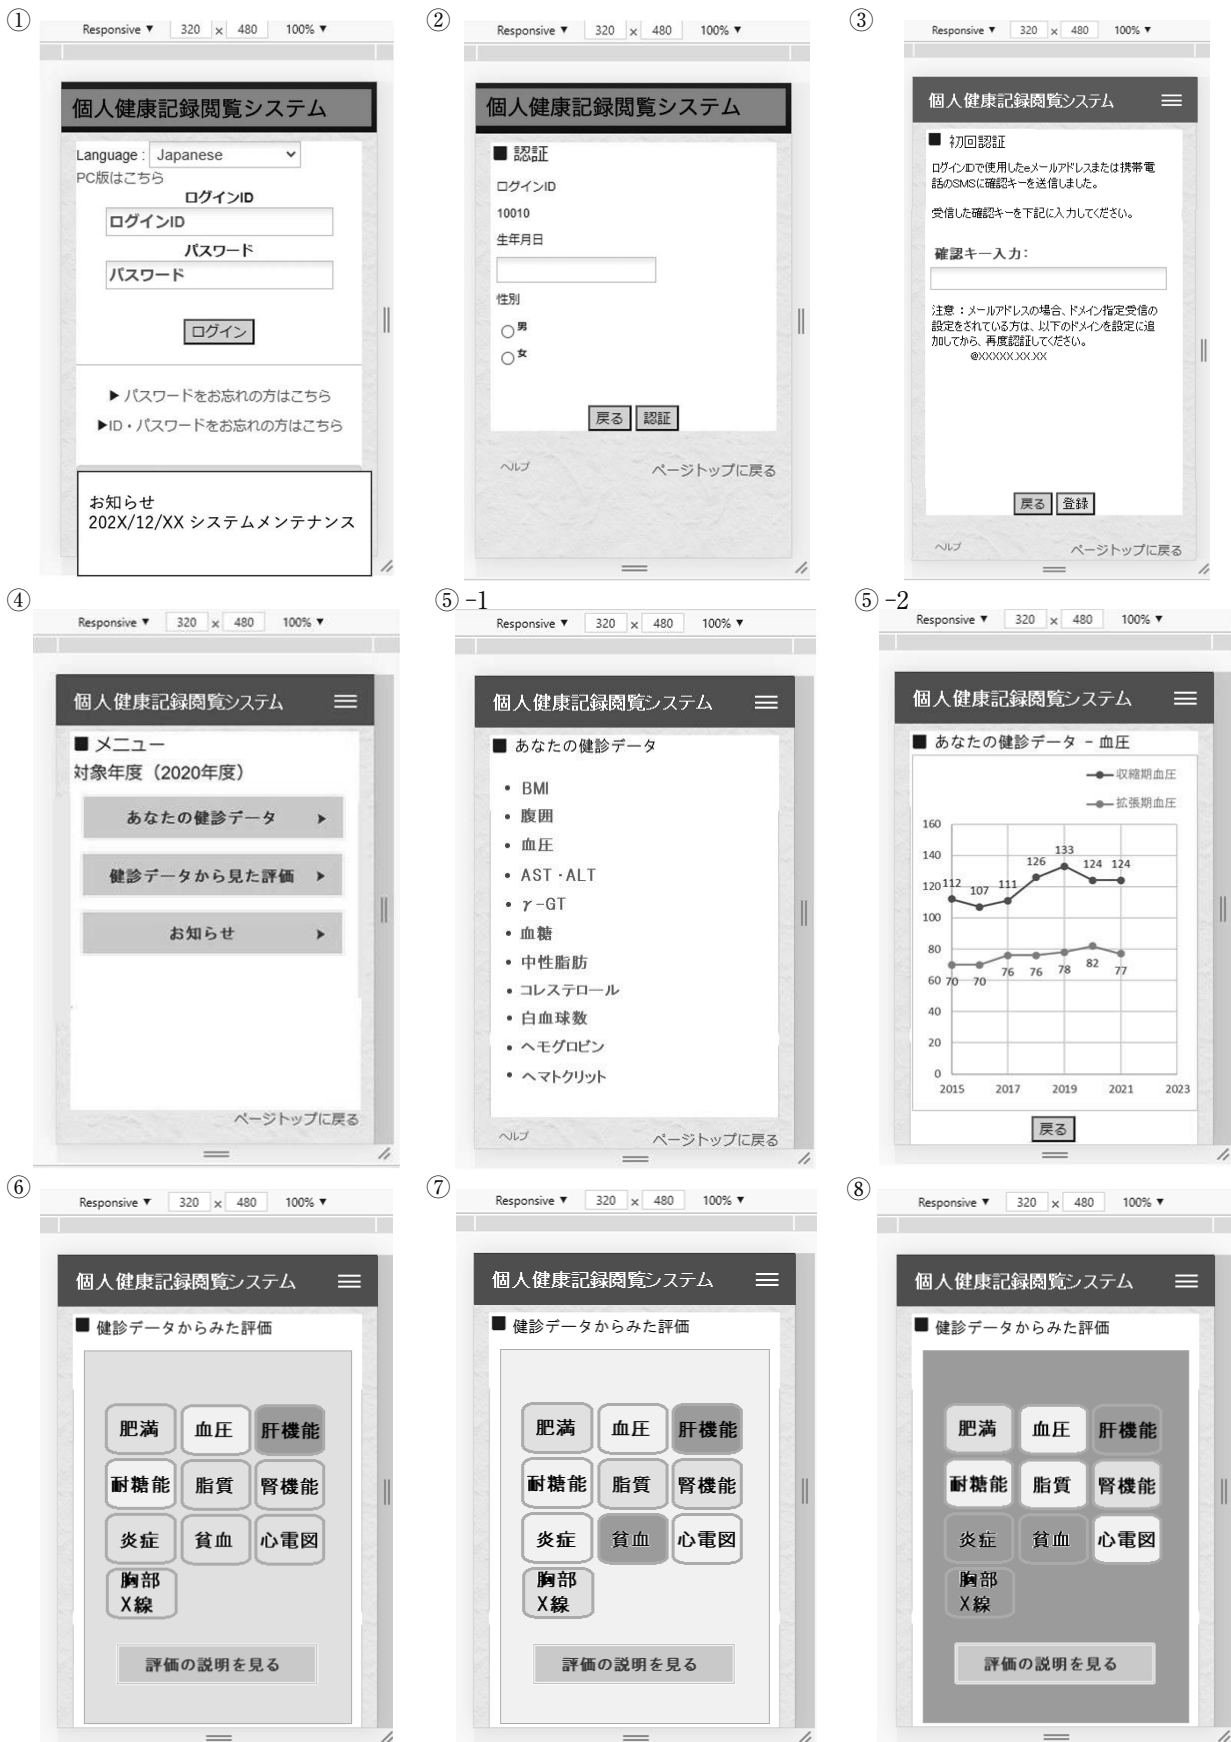 ①
Responsive ▼ 320 × 480 100% ▼
個人健康記録閲覧システム
Language : Japanese
PC版はこちら
ログインID
ログインID
パスワード
パスワード
ログイン
▶ パスワードをお忘れの方はこちら
▶ID・パスワードをお忘れの方はこちら
お知らせ
202X/12/XX システムメンテナンス
②
Responsive ▼ 320 × 480 100% ▼
個人健康記録閲覧システム
■ 認証
ログインID
10010
生年月日
性別
男
女
戻る 認証
ヘルプ ページトップに戻る
③
Responsive ▼ 320 × 480 100% ▼
個人健康記録閲覧システム
■ 初回認証
ログインIDで使用したeメールアドレスまたは携帯電
話のSMSに確認キーを送信しました。
受信した確認キーを下記に入力してください。
確認キー入力:
注意:メールアドレスの場合、ドメイン指定受信の
設定をされている方は、以下のドメインを設定に追
加してから、再度認証してください。
@XXXXX.XX.XX
戻る 登録
ヘルプ ページトップに戻る
④
Responsive ▼ 320 × 480 100% ▼
個人健康記録閲覧システム
■ メニュー
対象年度(2020年度)
あなたの健診データ ▶
健診データから見た評価 ▶
お知らせ ▶
ページトップに戻る
⑤-1
Responsive ▼ 320 × 480 100% ▼
個人健康記録閲覧システム
■ あなたの健診データ
• BMI
• 腹囲
• 血圧
• AST・ALT
• γ-GT
• 血糖
• 中性脂肪
• コレステロール
• 白血球数
• ヘモグロビン
• ヘマトクリット
ヘルプ ページトップに戻る
⑤-2
Responsive ▼ 320 × 480 100% ▼
個人健康記録閲覧システム
■ あなたの健診データ - 血圧
収縮期血圧
拡張期血圧
160
140
120
100
80
60
40
20
0
112 107 111 126 133 124 124
70 70 76 76 78 82 77
2015 2017 2019 2021 2023
戻る
⑥
Responsive ▼ 320 × 480 100% ▼
個人健康記録閲覧システム
■ 健診データからみた評価
肥満 血圧 肝機能
耐糖能 脂質 腎機能
炎症 貧血 心電図
胸部
X線
評価の説明を見る
⑦
Responsive ▼ 320 × 480 100% ▼
個人健康記録閲覧システム
■ 健診データからみた評価
肥満 血圧 肝機能
耐糖能 脂質 腎機能
炎症 貧血 心電図
胸部
X線
評価の説明を見る
⑧
Responsive ▼ 320 × 480 100% ▼
個人健康記録閲覧システム
■ 健診データからみた評価
肥満 血圧 肝機能
耐糖能 脂質 腎機能
炎症 貧血 心電図
胸部
X線
評価の説明を見る